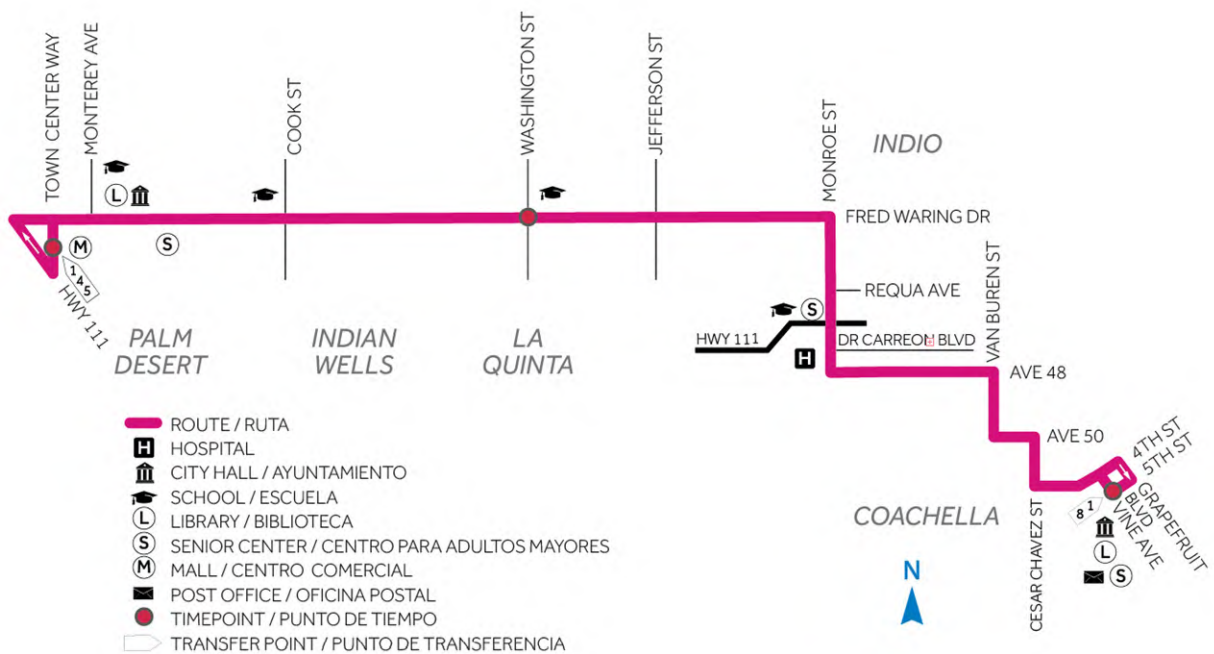 TOWN CENTER WAY
MONTEREY AVE
COOK ST
WASHINGTON ST
JEFFERSON ST
MONROE ST
INDIO
L
FRED WARING DR
M
S
1
4
5
HWY 111
VAN BUREN ST
REQUA AVE
S
PALM
DESERT
INDIAN
WELLS
LA
QUINTA
HWY 111
DR CARREON BLVD
H
AVE 48
ROUTE / RUTA
H HOSPITAL
CITY HALL / AYUNTAMIENTO
SCHOOL / ESCUELA
L LIBRARY / BIBLIOTECA
S SENIOR CENTER / CENTRO PARA ADULTOS MAYORES
M MALL / CENTRO COMERCIAL
POST OFFICE / OFICINA POSTAL
TIMEPOINT / PUNTO DE TIEMPO
TRANSFER POINT / PUNTO DE TRANSFERENCIA
AVE 50
4TH ST
5TH ST
GRAPEFRUIT
BLVD
VINE AVE
8 1
COACHELLA
CESAR CHAVEZ ST
L
S
N